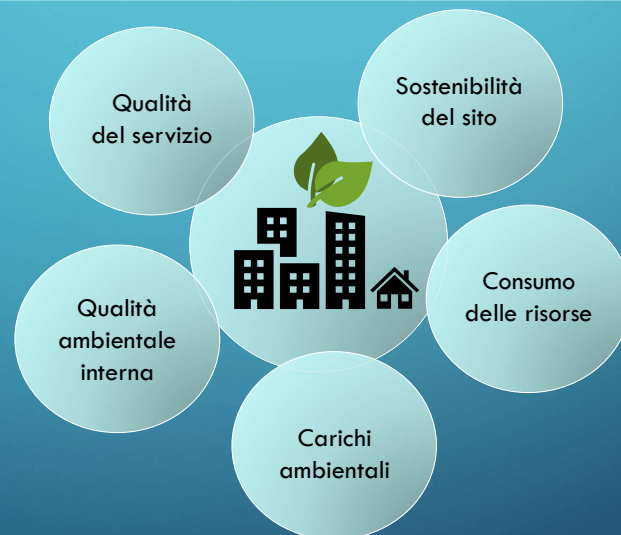 Qualità
del servizio
Sostenibilità
del sito
Consumo
delle risorse
Qualità
ambientale
interna
Carichi
ambientali